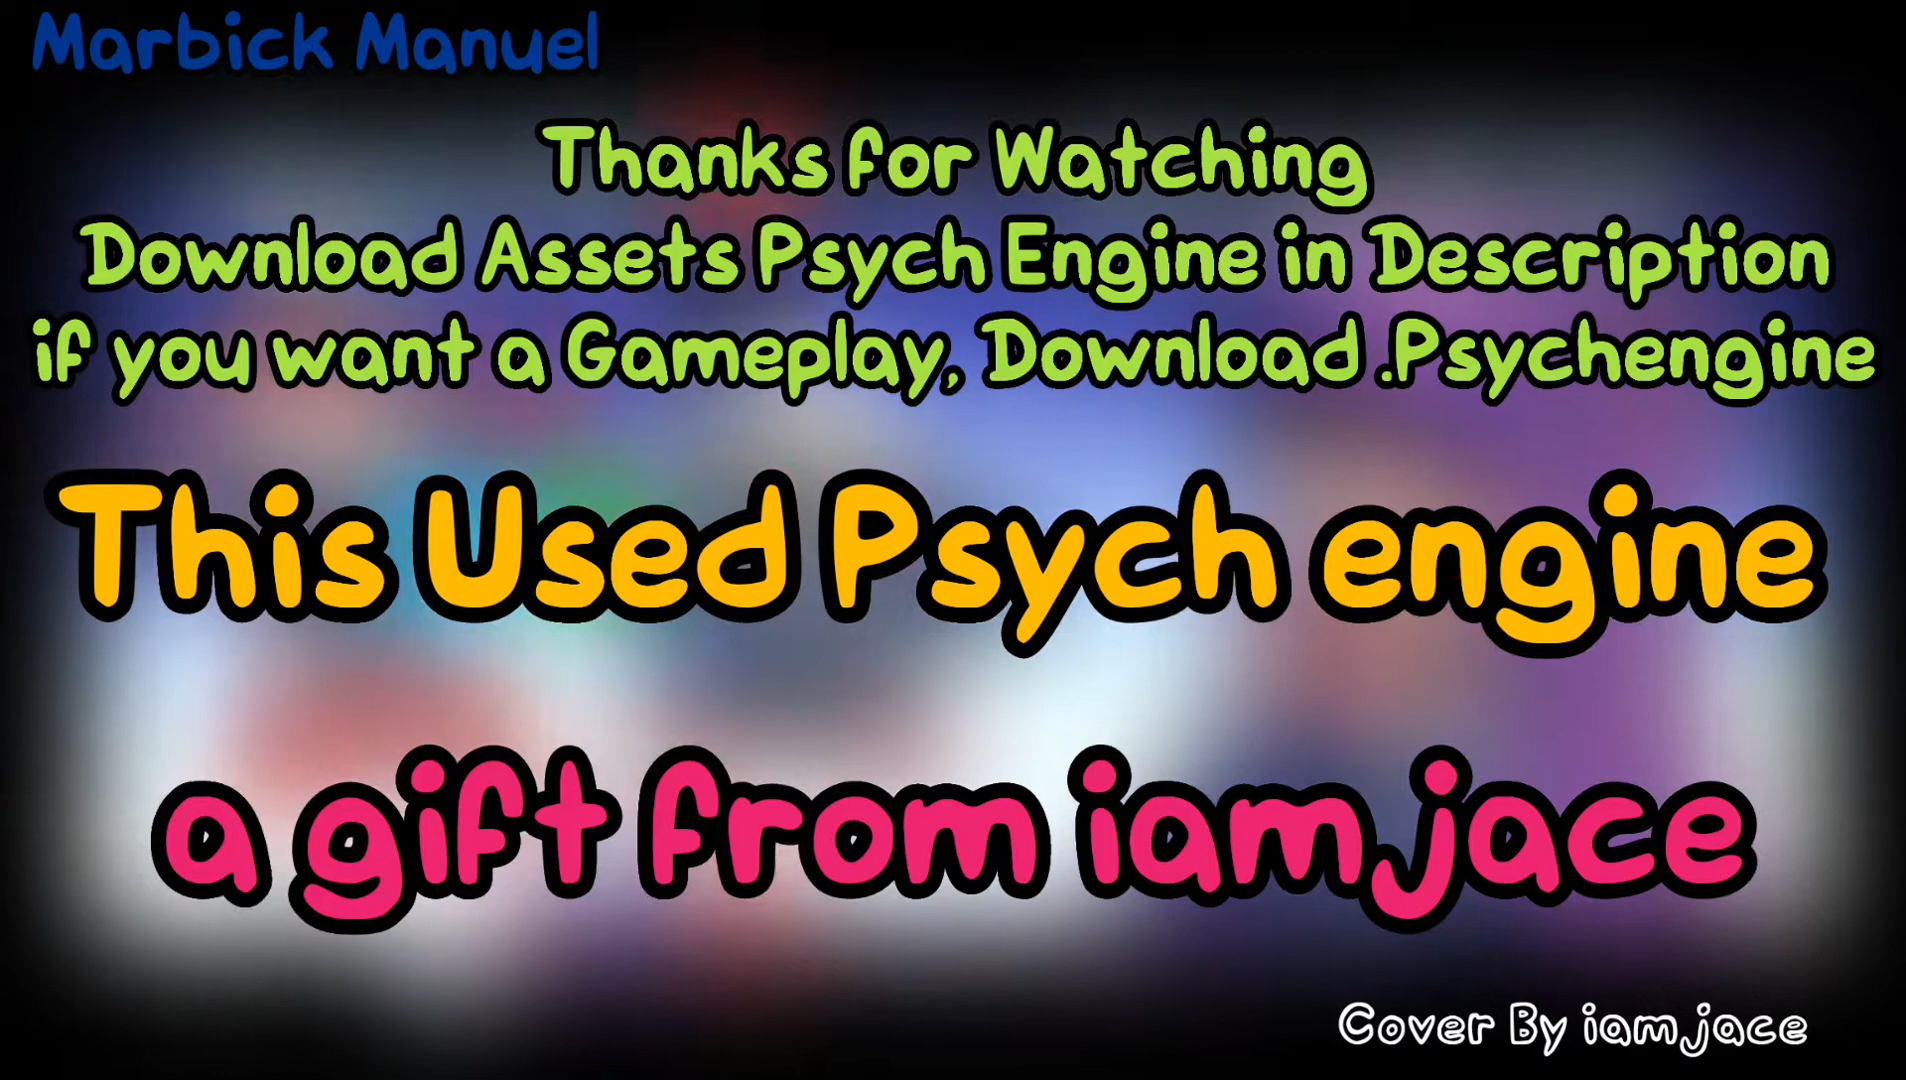 Marbick Manuel
Thanks for Watching
Download Assets Psych Engine in Description
if you want a Gameplay, Download .Psychengine
This Used Psych engine
a gift from iamjace
Cover By iamjace